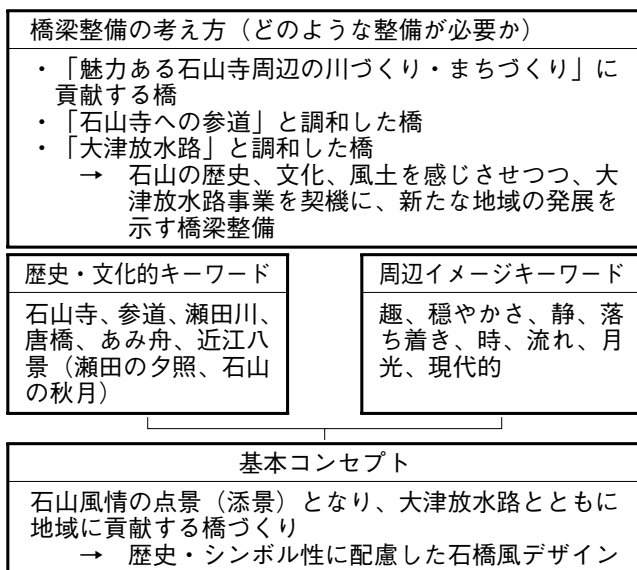 橋梁整備の考え方（どのような整備が必要か）
・「魅力ある石山寺周辺の川づくり・まちづくり」に
貢献する橋
・「石山寺への参道」と調和した橋
・「大津放水路」と調和した橋
→ 石山の歴史、文化、風土を感じさせつつ、大
津放水路事業を契機に、新たな地域の発展を
示す橋梁整備
歴史・文化的キーワード
石山寺、参道、瀬田川、
唐橋、あみ舟、近江八
景（瀬田の夕照、石山
の秋月）
周辺イメージキーワード
趣、穏やかさ、静、落
ち着き、時、流れ、月
光、現代的
基本コンセプト
石山風情の点景（添景）となり、大津放水路とともに
地域に貢献する橋づくり
→ 歴史・シンボル性に配慮した石橋風デザイン